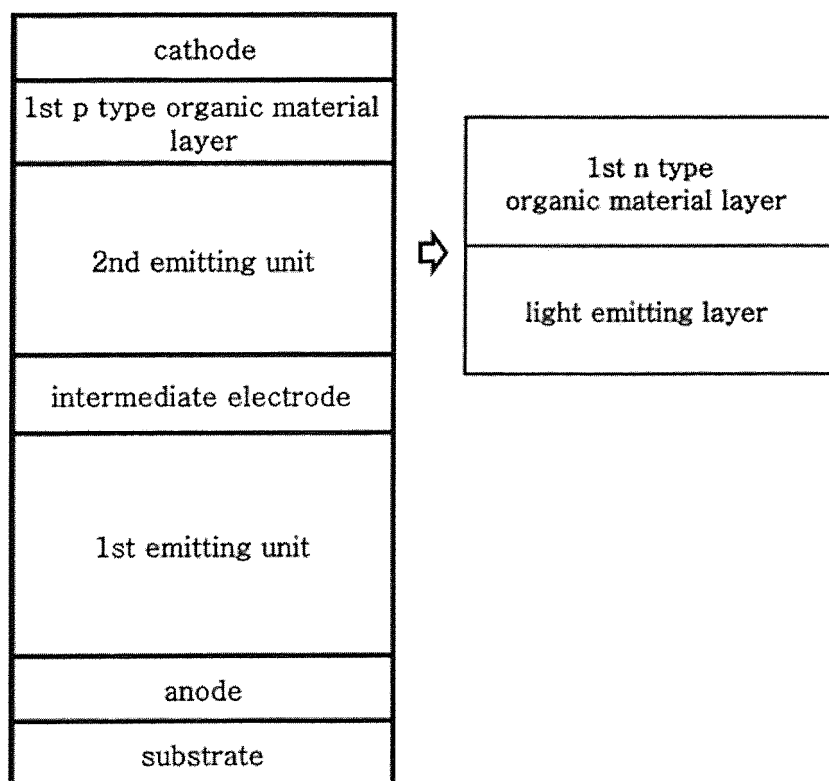 cathode
1st p type organic material
layer
2nd emitting unit
intermediate electrode
1st emitting unit
anode
substrate
1st n type
organic material layer
light emitting layer